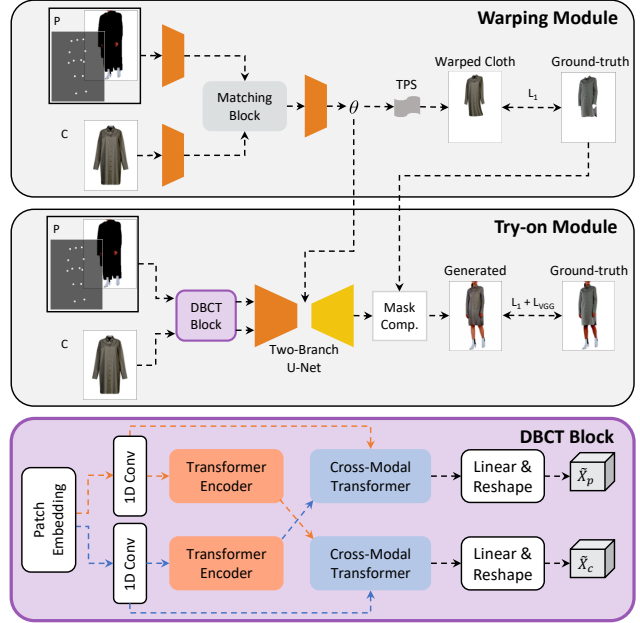 Warping Module
P
C
Matching
Block
θ
TPS
Warped Cloth
L1
Ground-truth
Try-on Module
P
C
DBCT
Block
Two-Branch
U-Net
Mask
Comp.
Generated
L1 + LVGG
Ground-truth
DBCT Block
Patch
Embedding
1D Conv
Transformer
Encoder
Cross-Modal
Transformer
Linear &
Reshape
X̃p
1D Conv
Transformer
Encoder
Cross-Modal
Transformer
Linear &
Reshape
X̃c